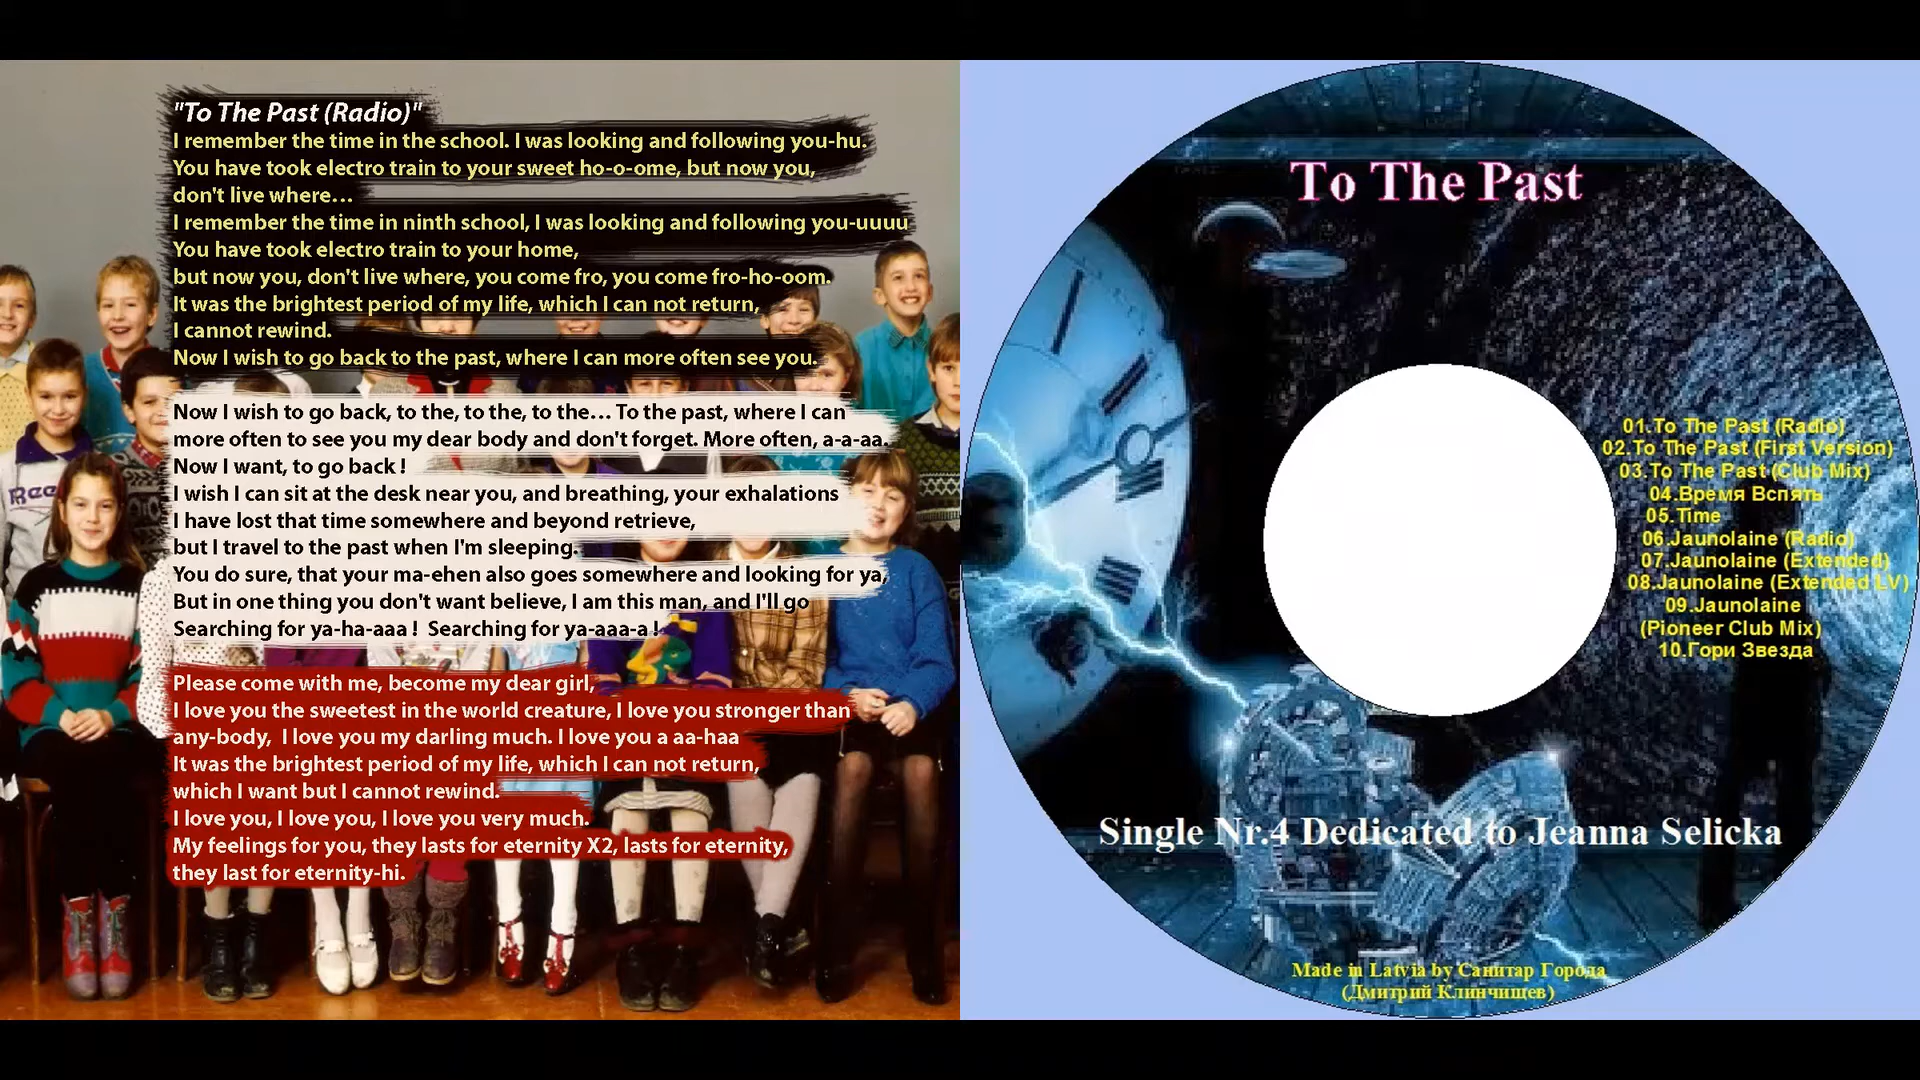 "To The Past (Radio)"
I remember the time in the school. I was looking and following you-hu.
You have took electro train to your sweet ho-o-ome, but now you,
don't live where…
I remember the time in ninth school, I was looking and following you-uuuu
You have took electro train to your home,
but now you, don't live where, you come fro, you come fro-ho-oom.
It was the brightest period of my life, which I can not return,
I cannot rewind.
Now I wish to go back to the past, where I can more often see you.
Now I wish to go back, to the, to the, to the… To the past, where I can
more often to see you my dear body and don't forget. More often, a-a-aa.
Now I want, to go back !
I wish I can sit at the desk near you, and breathing, your exhalations
I have lost that time somewhere and beyond retrieve,
but I travel to the past when I'm sleeping.
You do sure, that your ma-ehen also goes somewhere and looking for ya,
But in one thing you don't want believe, I am this man, and I'll go
Searching for ya-ha-aaa ! Searching for ya-aaa-a !
Please come with me, become my dear girl,
I love you the sweetest in the world creature, I love you stronger than
any-body, I love you my darling much. I love you a aa-haa
It was the brightest period of my life, which I can not return,
which I want but I cannot rewind.
I love you, I love you, I love you very much.
My feelings for you, they lasts for eternity X2, lasts for eternity,
they last for eternity-hi.
Ree
To The Past
01.To The Past (Radio)
02.To The Past (First Version)
03.To The Past (Club Mix)
04.Время Вспять
05.Time
06.Jaunolaine (Radio)
07.Jaunolaine (Extended)
08.Jaunolaine (Extended LV)
09.Jaunolaine
(Pioneer Club Mix)
10.Гори Звезда
Single Nr.4 Dedicated to Jeanna Selicka
Made in Latvia by Санитар Города
(Дмитрий Клинчищев)